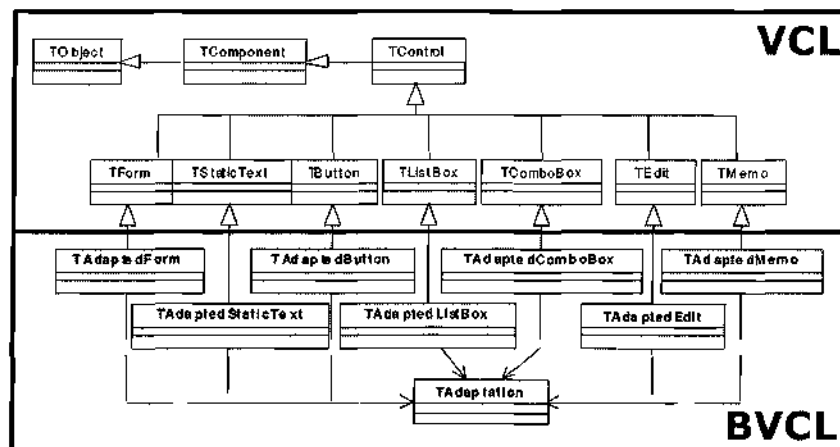 VCL
TObject TComponent TControl
TForm TStaticText TButton TListBox TComboBox TEdit TMemo
TAdaptedForm TAdaptedButton TAdaptedComboBox TAdaptedMemo
TAdaptedStaticText TAdaptedListBox TAdaptedEdit
TAdaptation
BVCL